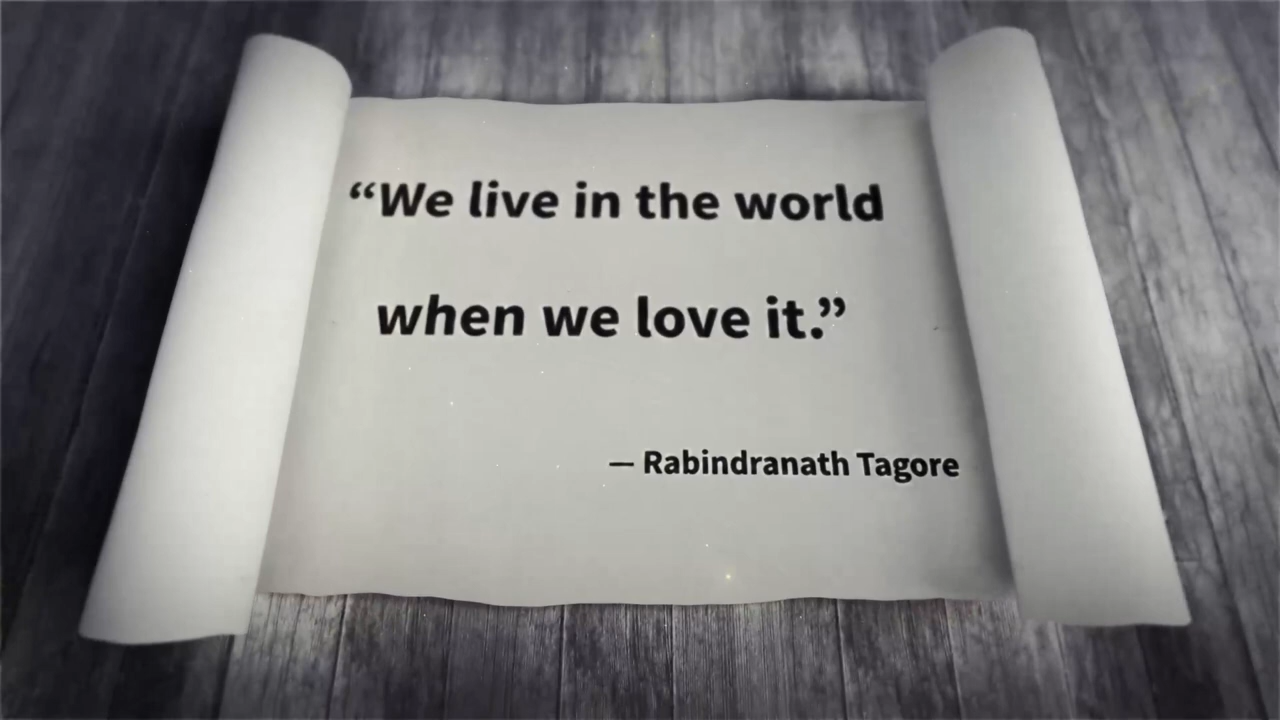 “We live in the world
when we love it.”
— Rabindranath Tagore